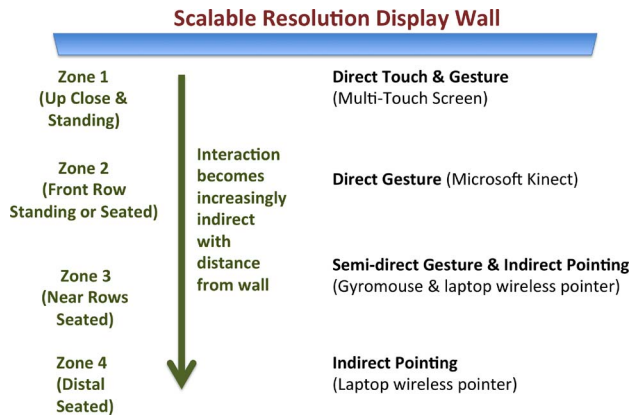 Scalable Resolution Display Wall
Zone 1
(Up Close &
Standing)
Direct Touch & Gesture
(Multi-Touch Screen)
Zone 2
(Front Row
Standing or Seated)
Interaction
becomes
increasingly
indirect
with
distance
from wall
Direct Gesture (Microsoft Kinect)
Zone 3
(Near Rows
Seated)
Semi-direct Gesture & Indirect Pointing
(Gyromouse & laptop wireless pointer)
Zone 4
(Distal
Seated)
Indirect Pointing
(Laptop wireless pointer)